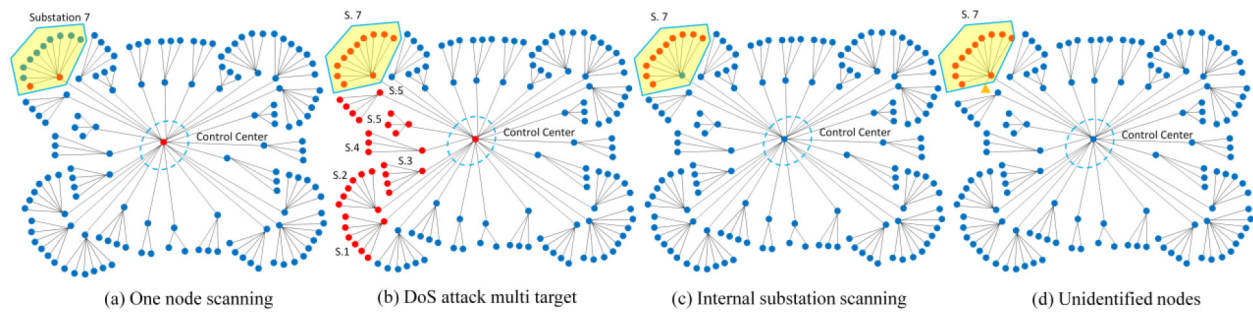 Substation 7
Control Center
(a) One node scanning
S. 7
S.5
S.5
S.4
S.3
S.2
S.1
Control Center
(b) DoS attack multi target
S. 7
Control Center
(c) Internal substation scanning
S. 7
Control Center
(d) Unidentified nodes